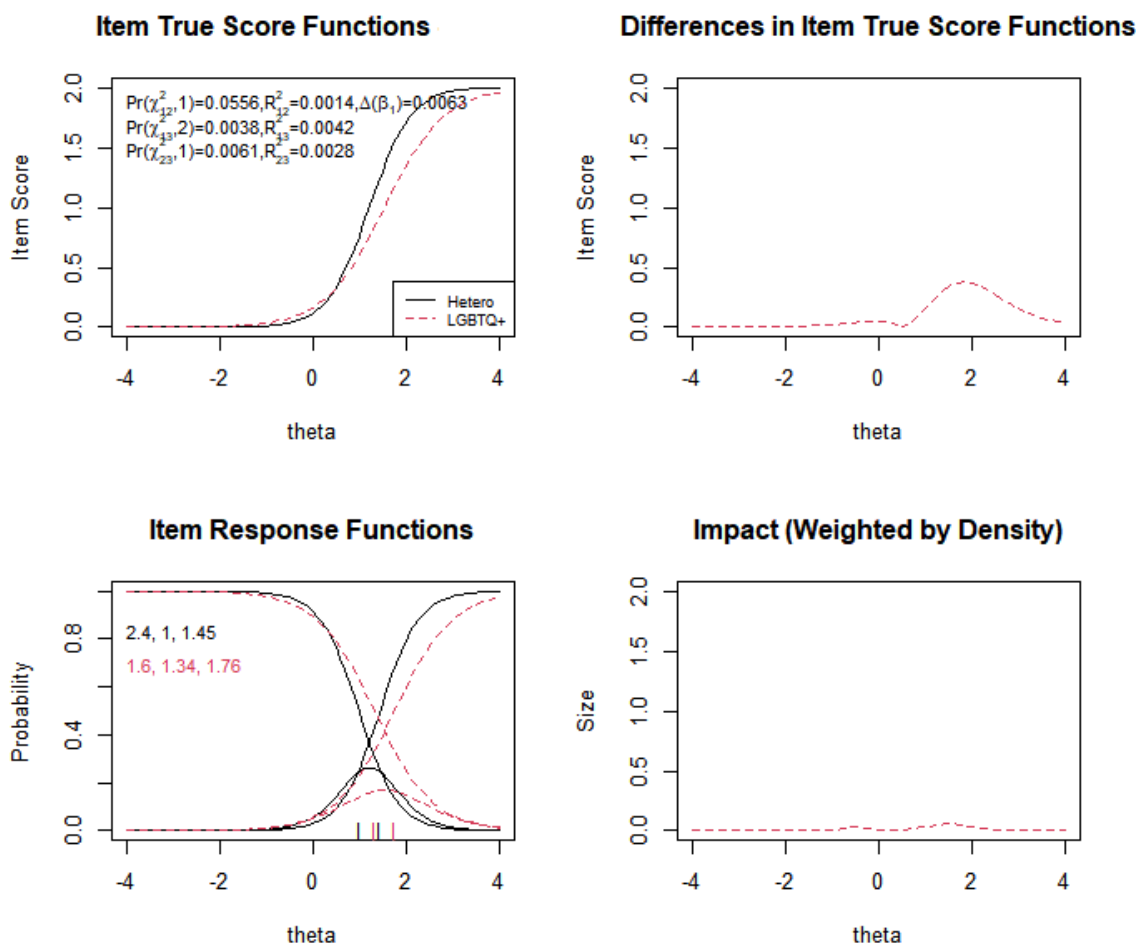 Item True Score Functions
Differences in Item True Score Functions
Pr(χ²₁₂,1)=0.0556,R²₁₂=0.0014,Δ(β₁)=0.0063
Pr(χ²₁₃,2)=0.0038,R²₁₃=0.0042
Pr(χ²₂₃,1)=0.0061,R²₂₃=0.0028
Item Score
0.0 0.5 1.0 1.5 2.0
Hetero
LGBTQ+
-4 -2 0 2 4
theta
Item Score
0.0 0.5 1.0 1.5 2.0
-4 -2 0 2 4
theta
Item Response Functions
Impact (Weighted by Density)
2.4, 1, 1.45
1.6, 1.34, 1.76
Probability
0.0 0.4 0.8
-4 -2 0 2 4
theta
Size
0.0 0.5 1.0 1.5 2.0
-4 -2 0 2 4
theta